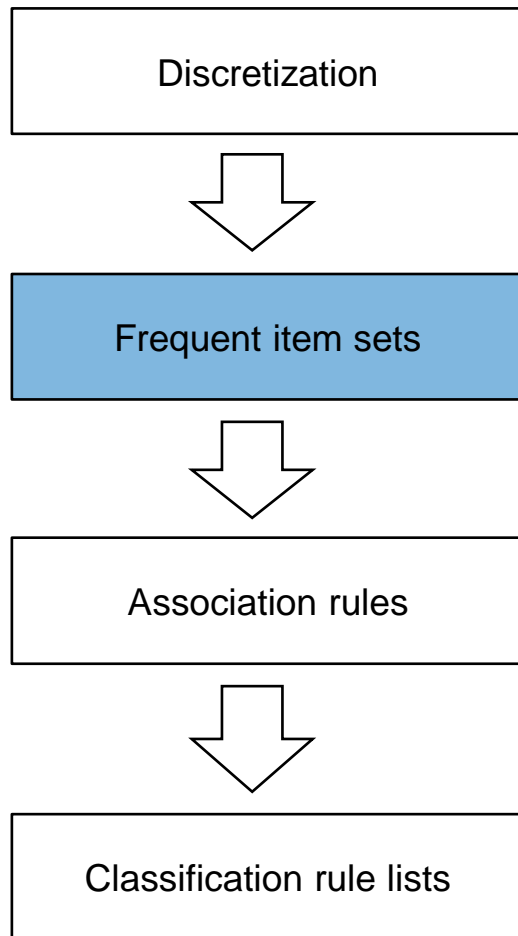 Discretization
Frequent item sets
Association rules
Classification rule lists